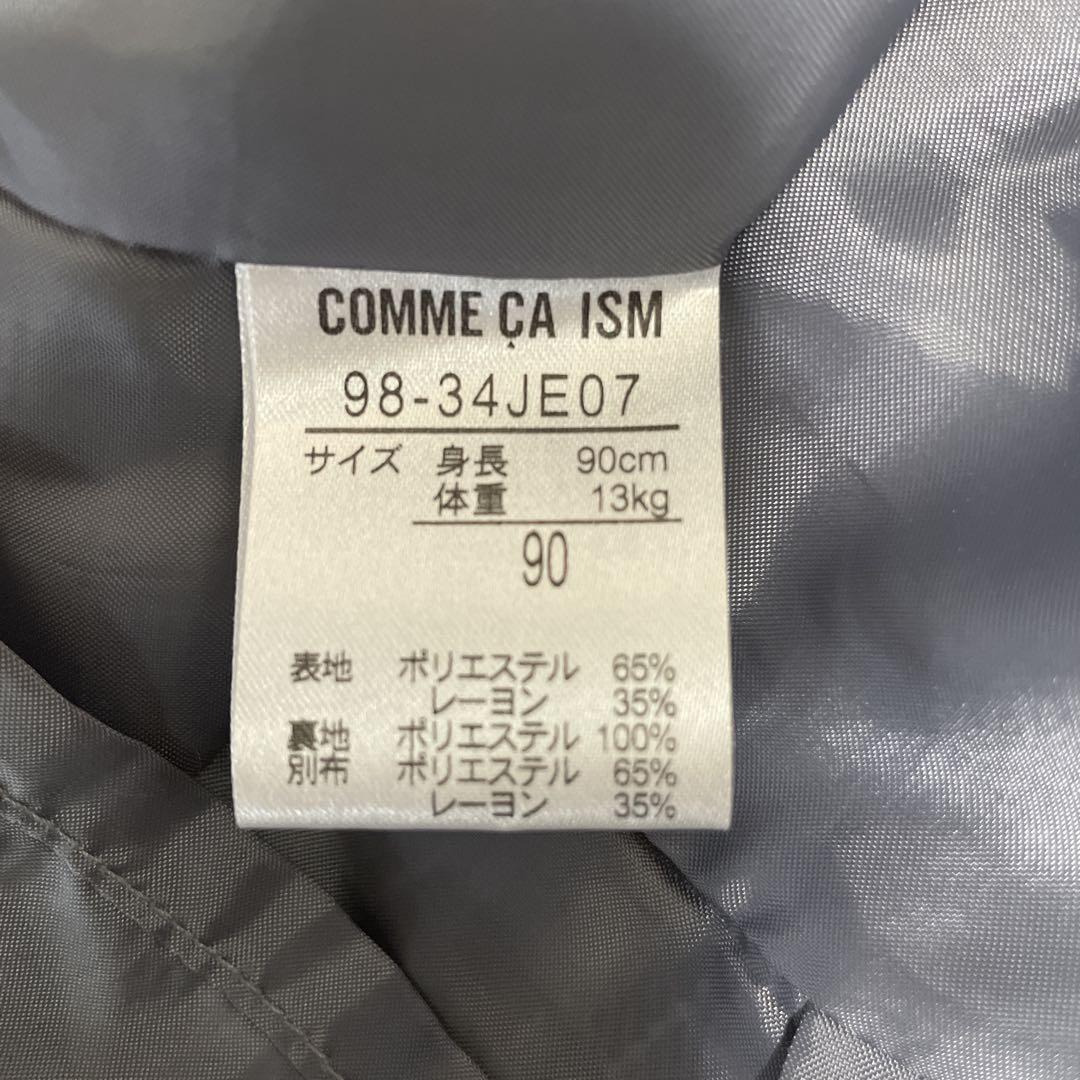 COMME ÇA ISM
98-34JE07
サイズ 身長 90cm
体重 13kg
90
表地 ポリエステル 65%
レーヨン 35%
裏地 ポリエステル 100%
別布 ポリエステル 65%
レーヨン 35%